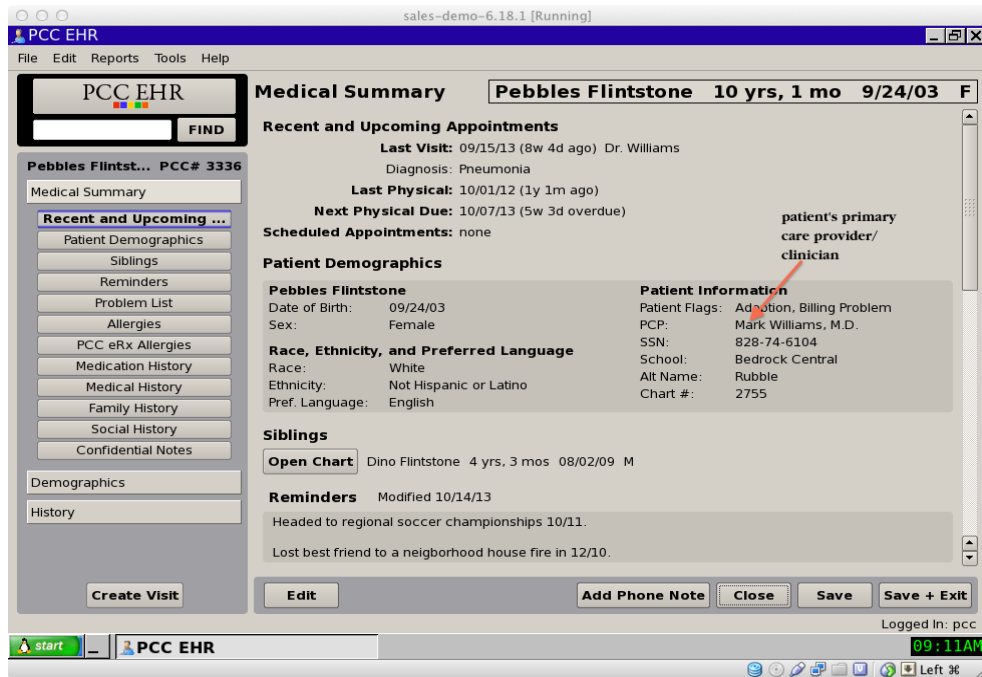 sales-demo-6.18.1 [Running]
PCC EHR
File Edit Reports Tools Help
PCC EHR
FIND
Pebbles Flintst... PCC# 3336
Medical Summary
Recent and Upcoming ...
Patient Demographics
Siblings
Reminders
Problem List
Allergies
PCC eRx Allergies
Medication History
Medical History
Family History
Social History
Confidential Notes
Demographics
History
Create Visit
Medical Summary
Pebbles Flintstone 10 yrs, 1 mo 9/24/03 F
Recent and Upcoming Appointments
Last Visit: 09/15/13 (8w 4d ago) Dr. Williams
Diagnosis: Pneumonia
Last Physical: 10/01/12 (1y 1m ago)
Next Physical Due: 10/07/13 (5w 3d overdue)
Scheduled Appointments: none
patient's primary
care provider/
clinician
Patient Demographics
Pebbles Flintstone
Date of Birth: 09/24/03
Sex: Female
Race, Ethnicity, and Preferred Language
Race: White
Ethnicity: Not Hispanic or Latino
Pref. Language: English
Patient Information
Patient Flags: Adoption, Billing Problem
PCP: Mark Williams, M.D.
SSN: 828-74-6104
School: Bedrock Central
Alt Name: Rubble
Chart #: 2755
Siblings
Open Chart Dino Flintstone 4 yrs, 3 mos 08/02/09 M
Reminders Modified 10/14/13
Headed to regional soccer championships 10/11.
Lost best friend to a neigborhood house fire in 12/10.
Edit
Add Phone Note
Close
Save
Save + Exit
Logged In: pcc
start
PCC EHR
09:11AM
Left ⌘